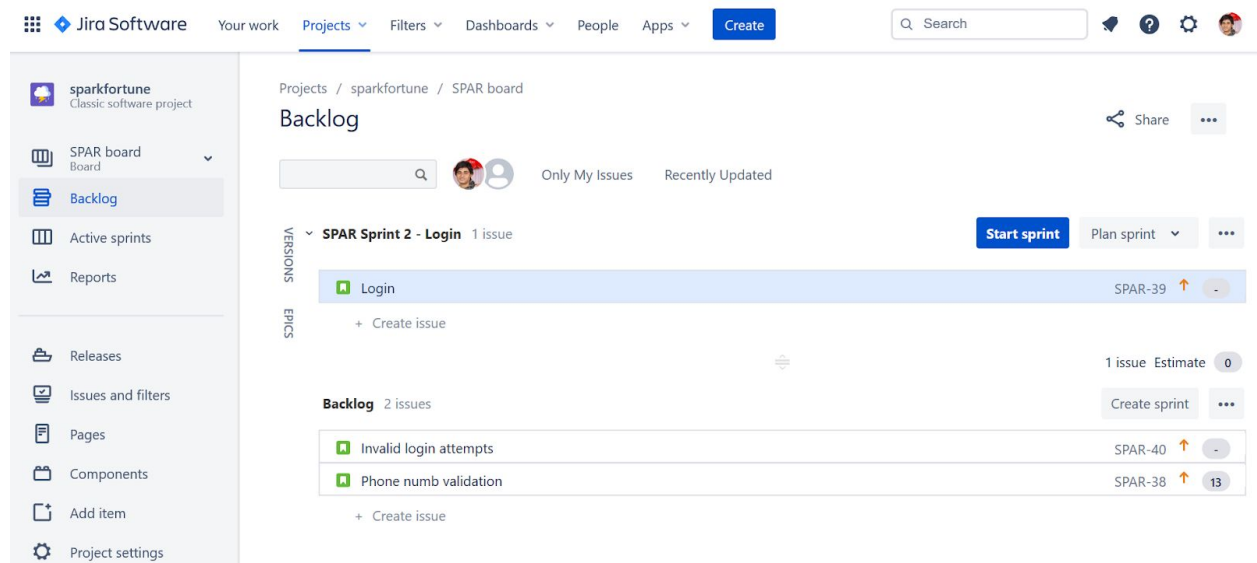 Jira Software Your work Projects Filters Dashboards People Apps Create Search
sparkfortune
Classic software project
SPAR board
Board
Backlog
Active sprints
Reports
Releases
Issues and filters
Pages
Components
Add item
Project settings
Projects / sparkfortune / SPAR board
Backlog
Share
Only My Issues Recently Updated
VERSIONS
EPICS
SPAR Sprint 2 - Login 1 issue Start sprint Plan sprint
Login SPAR-39 -
+ Create issue
1 issue Estimate 0
Backlog 2 issues Create sprint
Invalid login attempts SPAR-40 -
Phone numb validation SPAR-38 13
+ Create issue